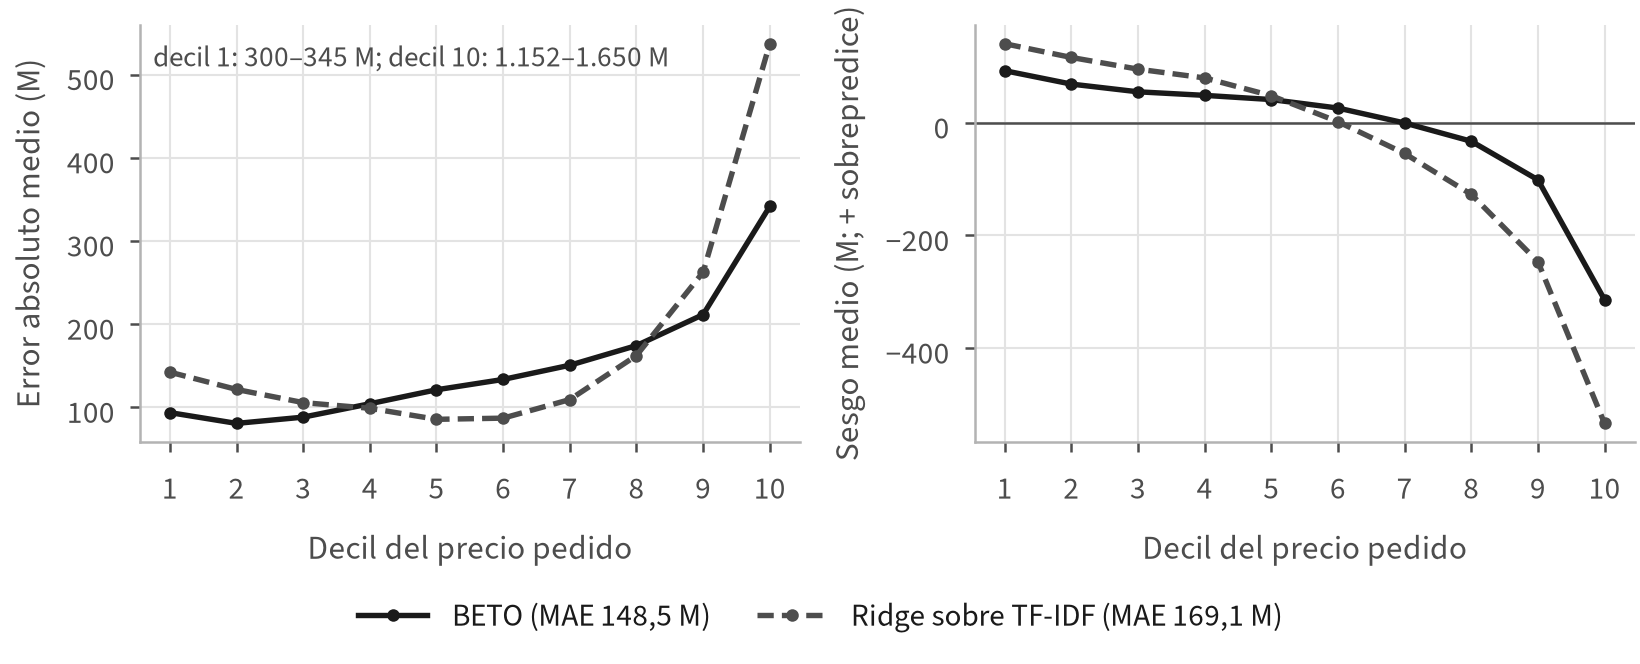 decil 1: 300–345 M; decil 10: 1.152–1.650 M
Error absoluto medio (M)
500
400
300
200
100
1 2 3 4 5 6 7 8 9 10
Decil del precio pedido
Sesgo medio (M; + sobrepredice)
0
−200
−400
1 2 3 4 5 6 7 8 9 10
Decil del precio pedido
BETO (MAE 148,5 M) Ridge sobre TF-IDF (MAE 169,1 M)